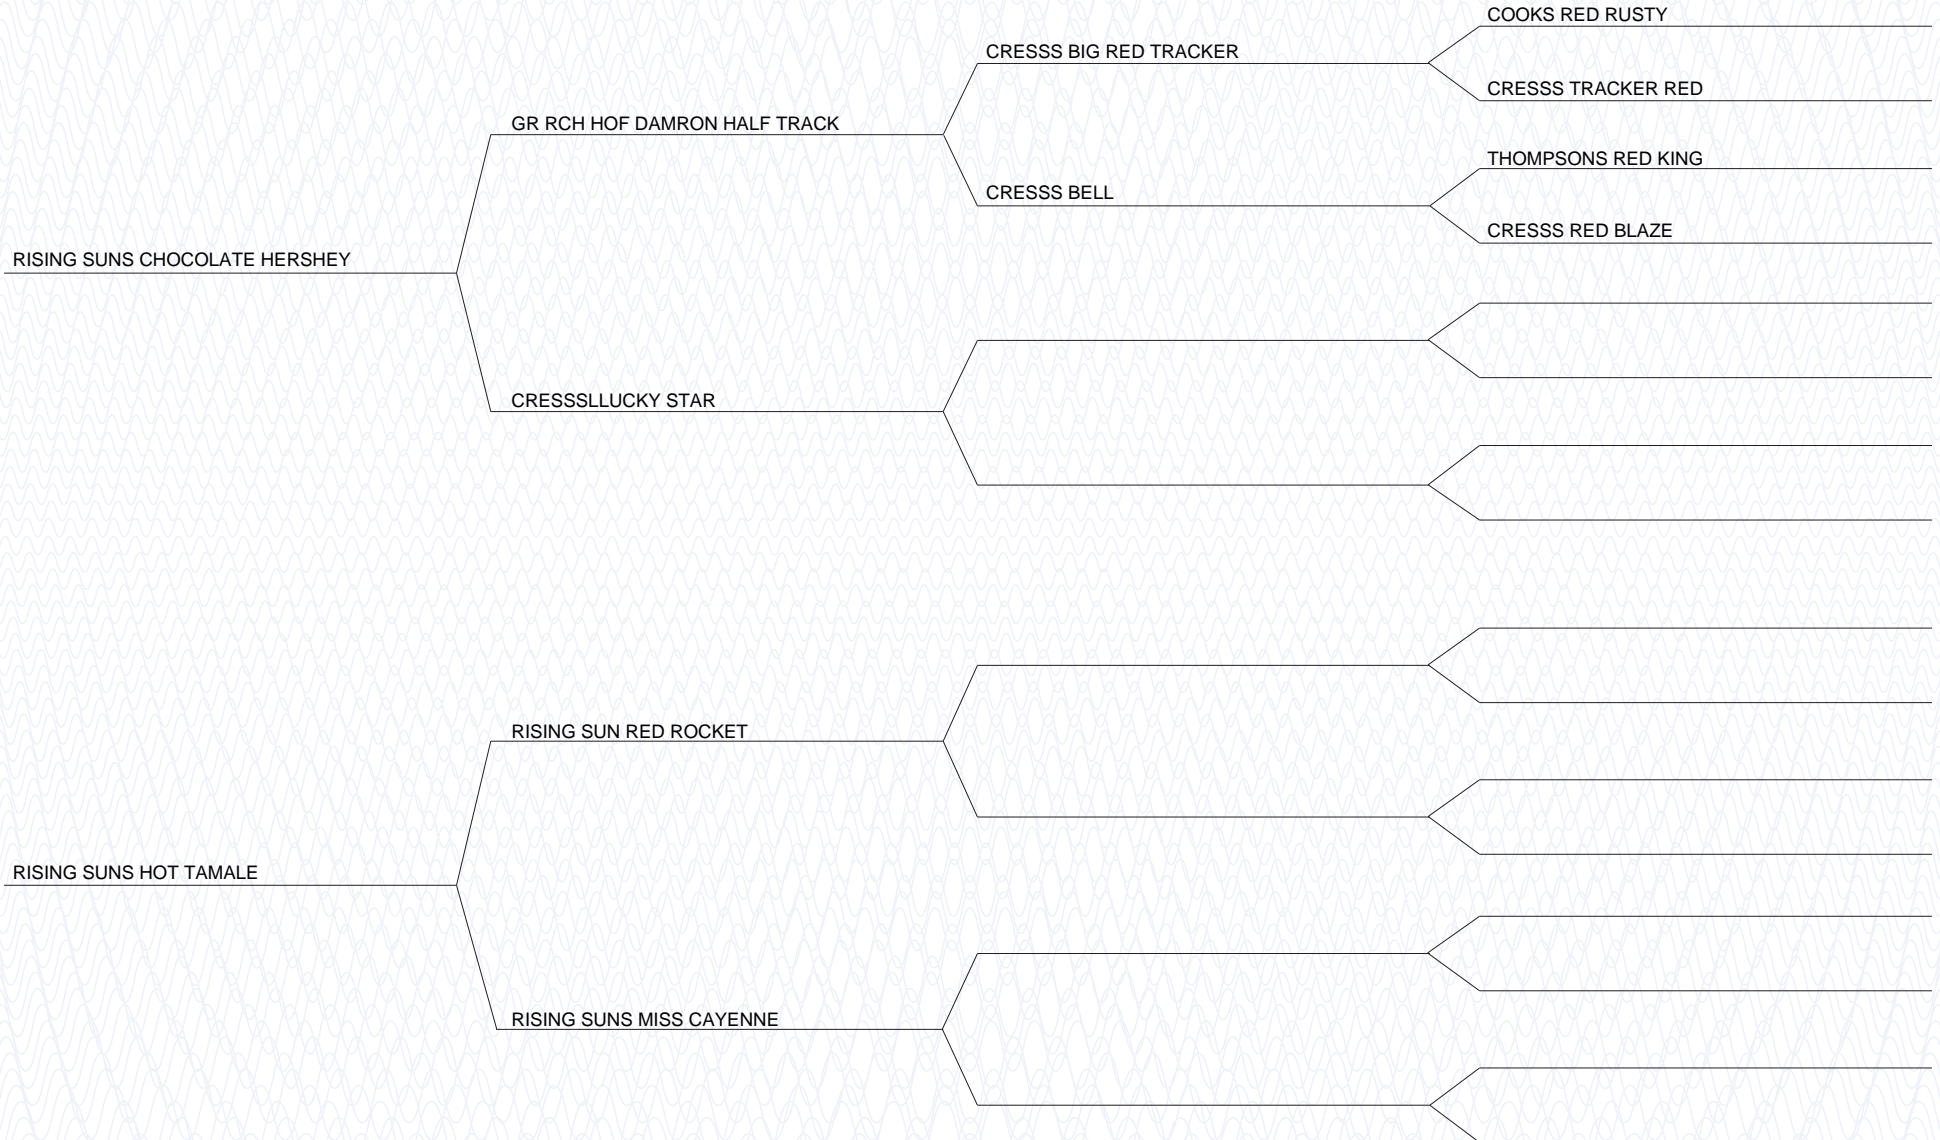 COOKS RED RUSTY
CRESSS BIG RED TRACKER
CRESSS TRACKER RED
GR RCH HOF DAMRON HALF TRACK
THOMPSONS RED KING
CRESSS BELL
CRESSS RED BLAZE
RISING SUNS CHOCOLATE HERSHEY
CRESSSLLUCKY STAR
RISING SUN RED ROCKET
RISING SUNS HOT TAMALE
RISING SUNS MISS CAYENNE